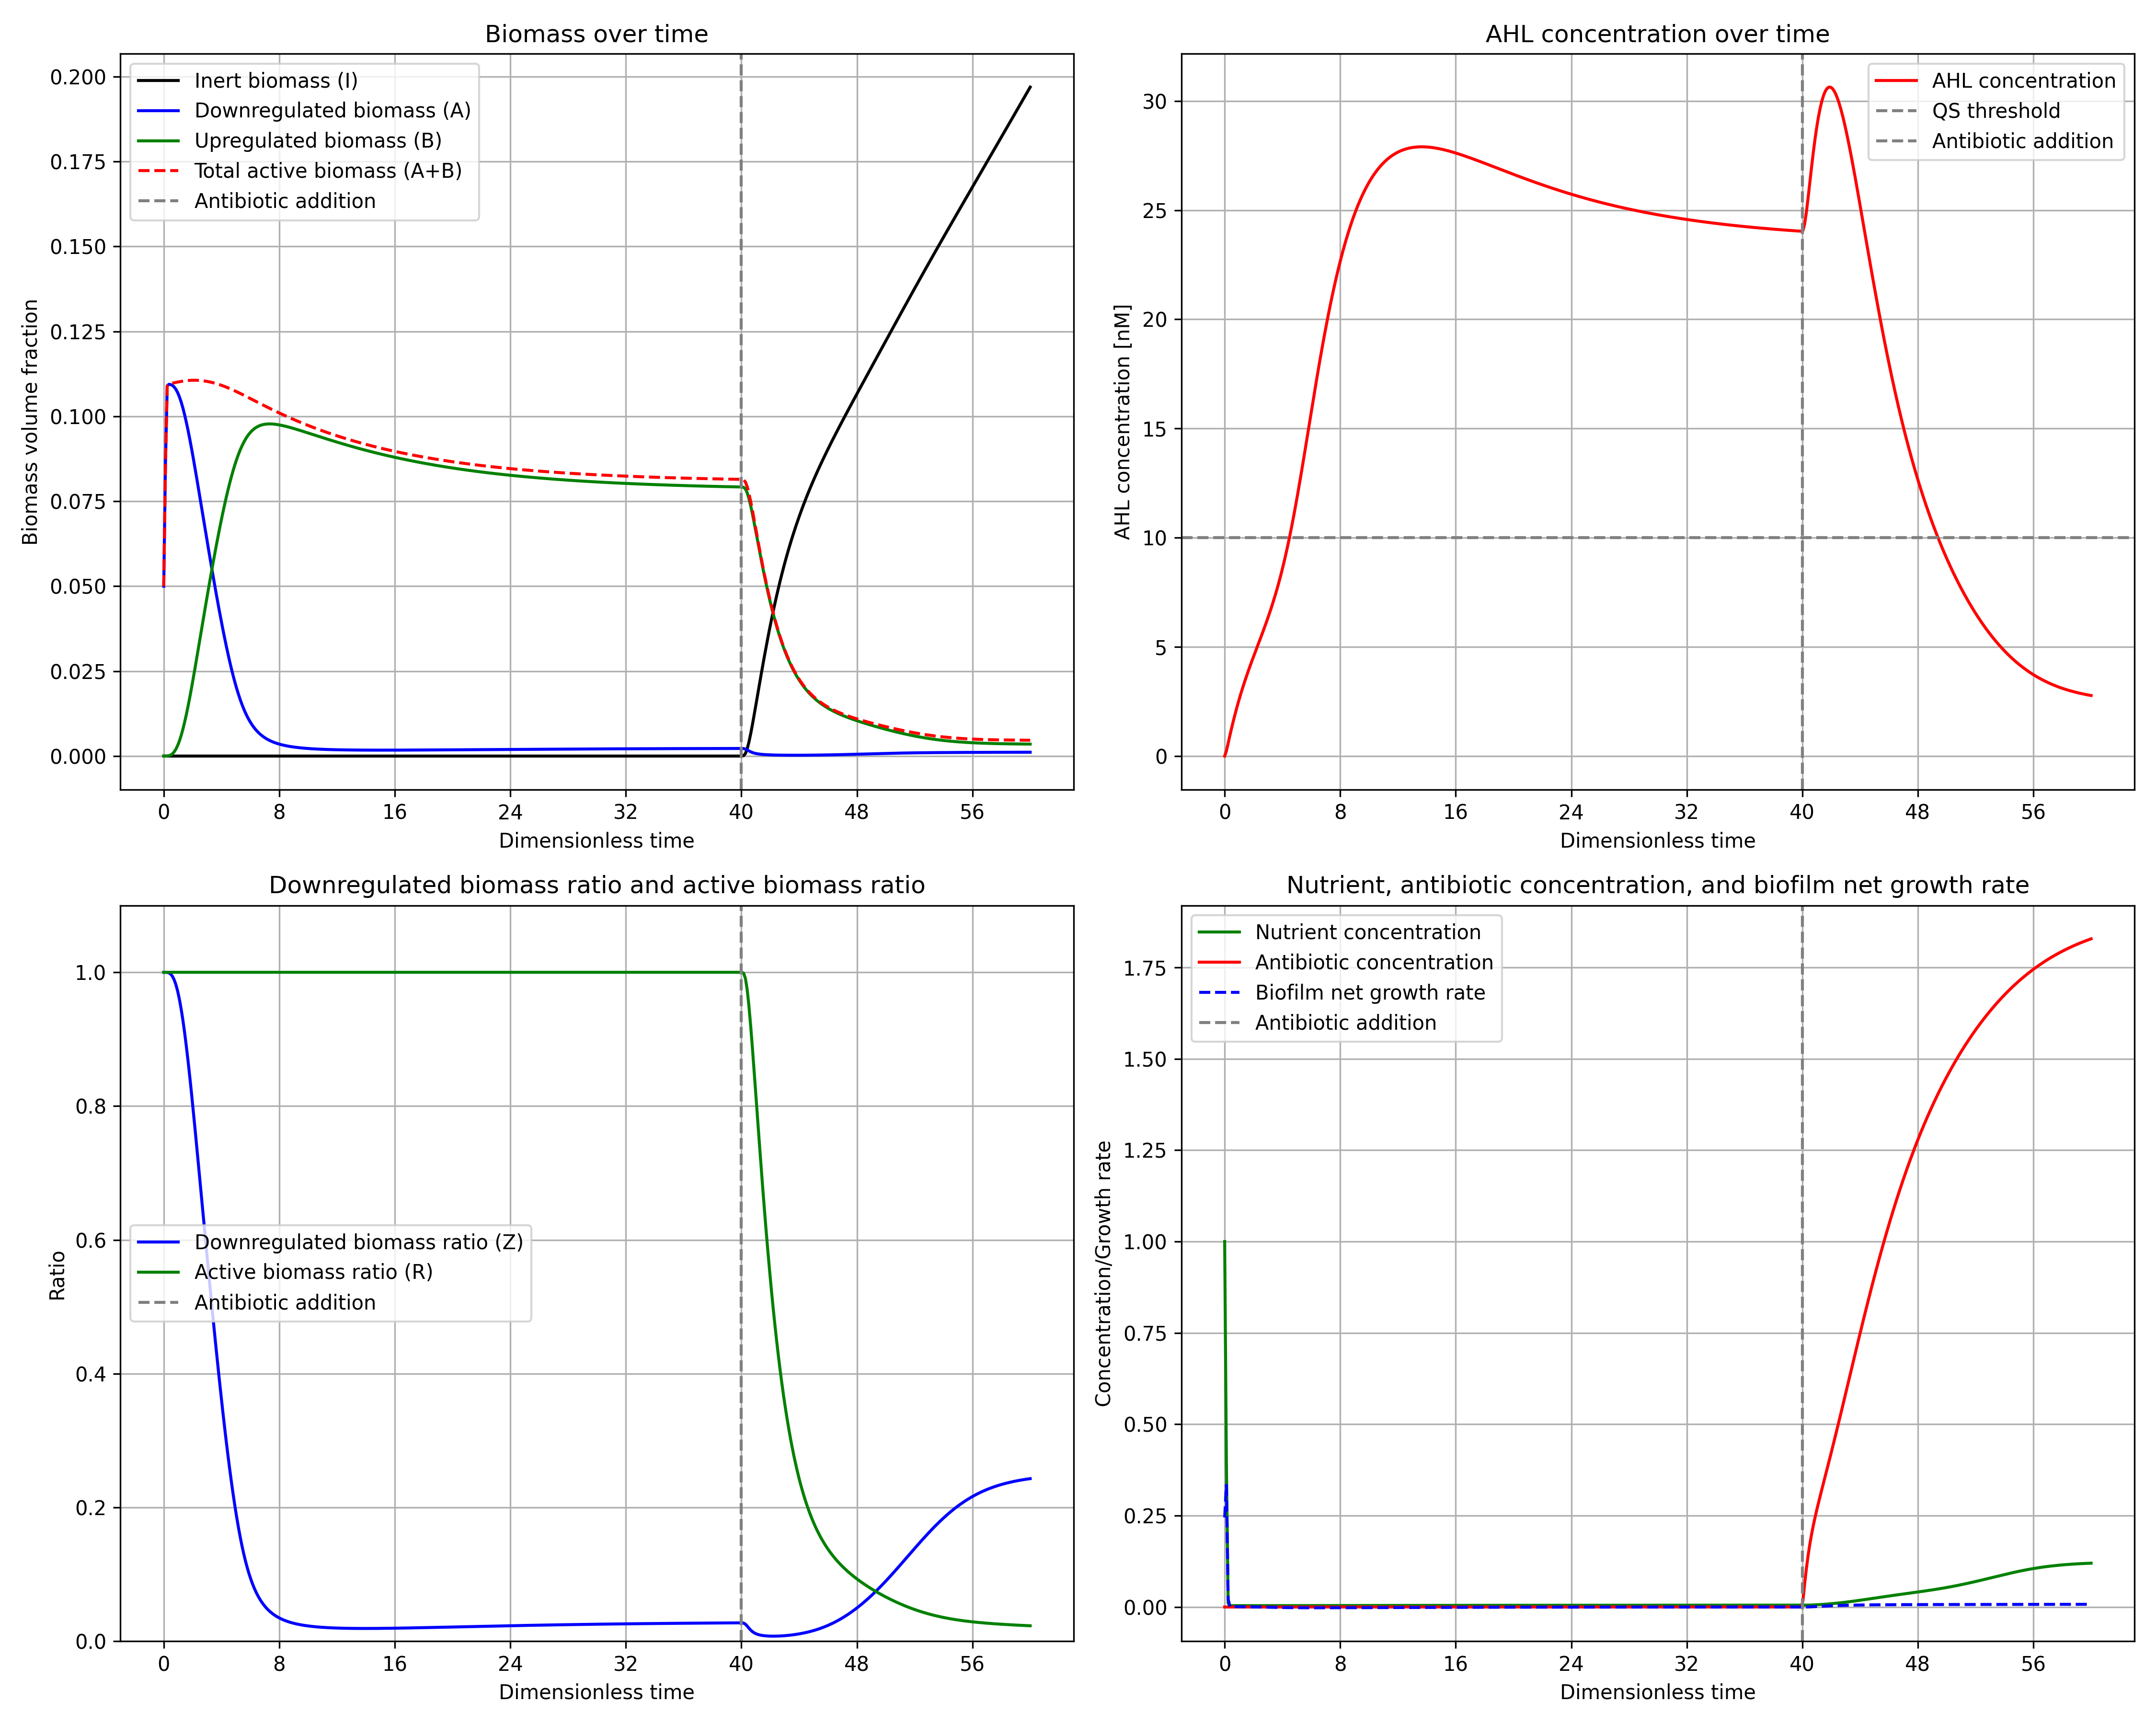 Biomass over time
Biomass volume fraction
0.200
0.175
0.150
0.125
0.100
0.075
0.050
0.025
0.000
Inert biomass (I)
Downregulated biomass (A)
Upregulated biomass (B)
Total active biomass (A+B)
Antibiotic addition
0 8 16 24 32 40 48 56
Dimensionless time
AHL concentration over time
AHL concentration [nM]
30
25
20
15
10
5
0
AHL concentration
QS threshold
Antibiotic addition
0 8 16 24 32 40 48 56
Dimensionless time
Downregulated biomass ratio and active biomass ratio
Ratio
1.0
0.8
0.6
0.4
0.2
0.0
Downregulated biomass ratio (Z)
Active biomass ratio (R)
Antibiotic addition
0 8 16 24 32 40 48 56
Dimensionless time
Nutrient, antibiotic concentration, and biofilm net growth rate
Concentration/Growth rate
1.75
1.50
1.25
1.00
0.75
0.50
0.25
0.00
Nutrient concentration
Antibiotic concentration
Biofilm net growth rate
Antibiotic addition
0 8 16 24 32 40 48 56
Dimensionless time